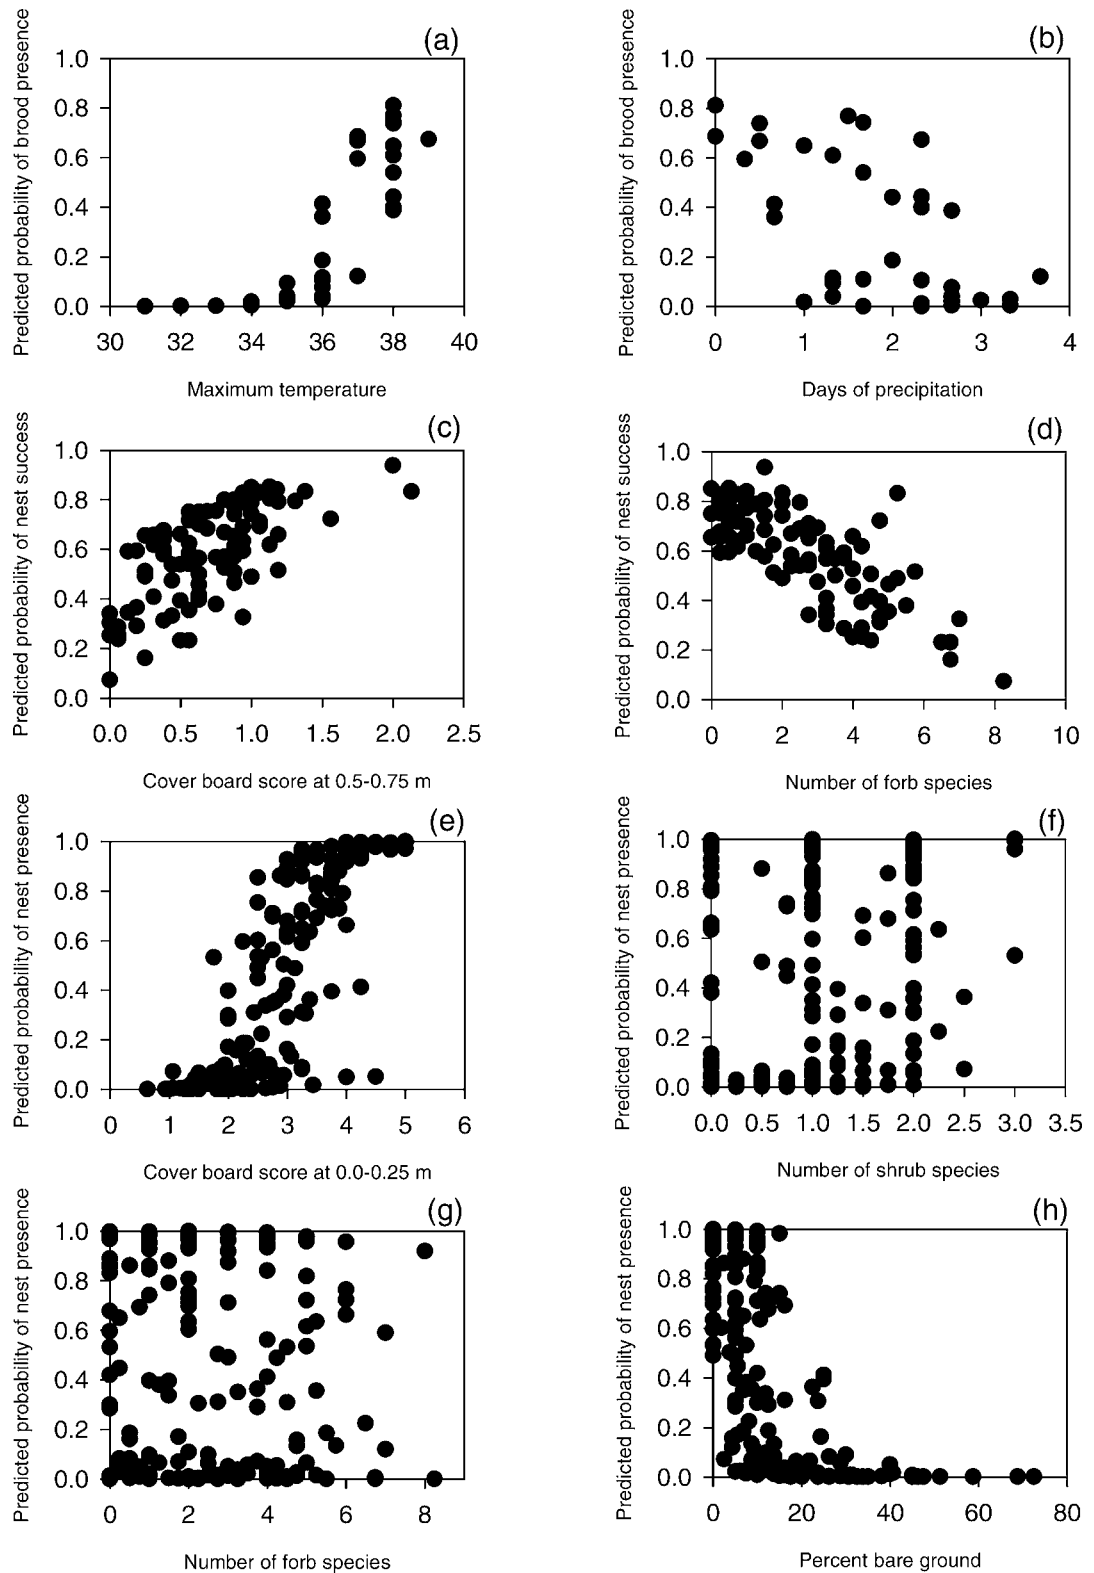 (a)
Predicted probability of brood presence
1.0
0.8
0.6
0.4
0.2
0.0
30 32 34 36 38 40
Maximum temperature
(b)
Predicted probability of brood presence
1.0
0.8
0.6
0.4
0.2
0.0
0 1 2 3 4
Days of precipitation
(c)
Predicted probability of nest success
1.0
0.8
0.6
0.4
0.2
0.0
0.0 0.5 1.0 1.5 2.0 2.5
Cover board score at 0.5-0.75 m
(d)
Predicted probability of nest success
1.0
0.8
0.6
0.4
0.2
0.0
0 2 4 6 8 10
Number of forb species
(e)
Predicted probability of nest presence
1.0
0.8
0.6
0.4
0.2
0.0
0 1 2 3 4 5 6
Cover board score at 0.0-0.25 m
(f)
Predicted probability of nest presence
1.0
0.8
0.6
0.4
0.2
0.0
0.0 0.5 1.0 1.5 2.0 2.5 3.0 3.5
Number of shrub species
(g)
Predicted probability of nest presence
1.0
0.8
0.6
0.4
0.2
0.0
0 2 4 6 8
Number of forb species
(h)
Predicted probability of nest presence
1.0
0.8
0.6
0.4
0.2
0.0
0 20 40 60 80
Percent bare ground